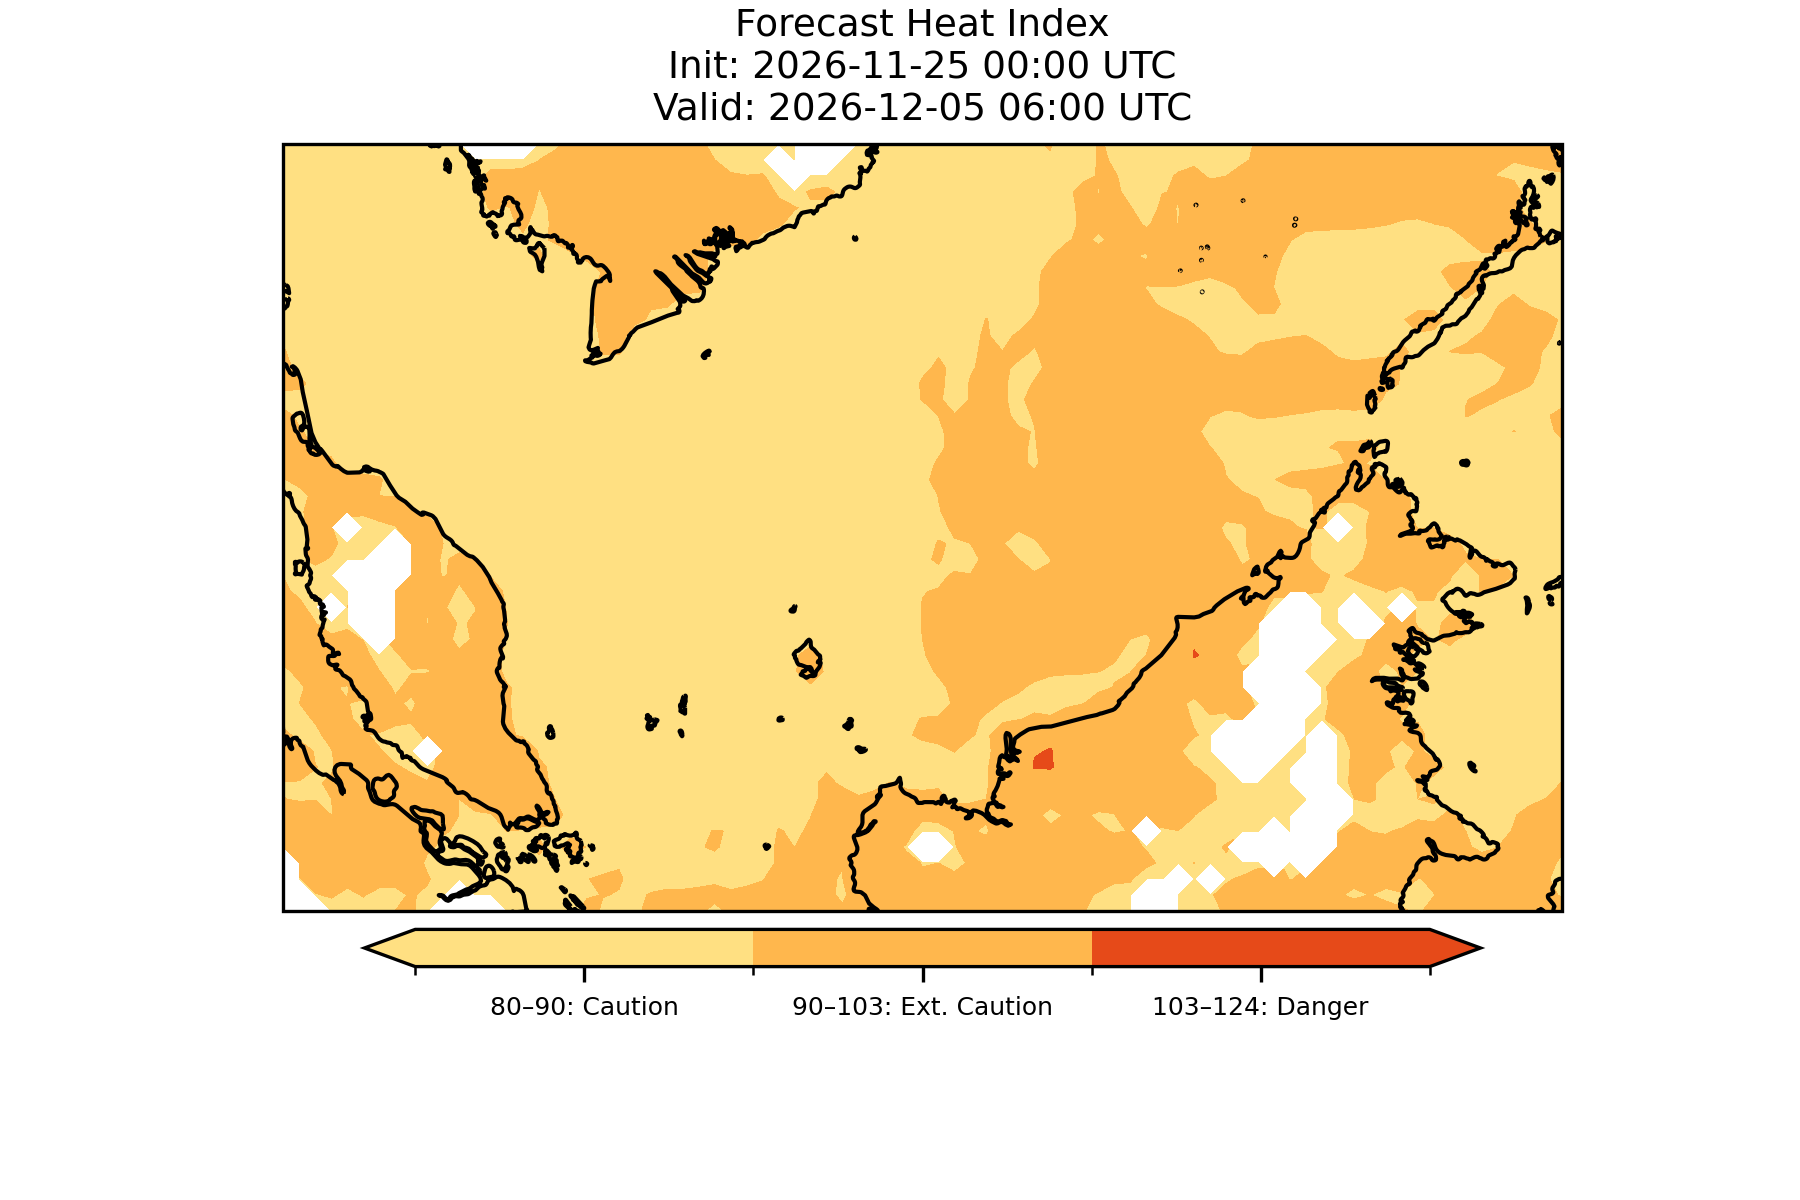 Forecast Heat Index
Init: 2026-11-25 00:00 UTC
Valid: 2026-12-05 06:00 UTC
80–90: Caution
90–103: Ext. Caution
103–124: Danger